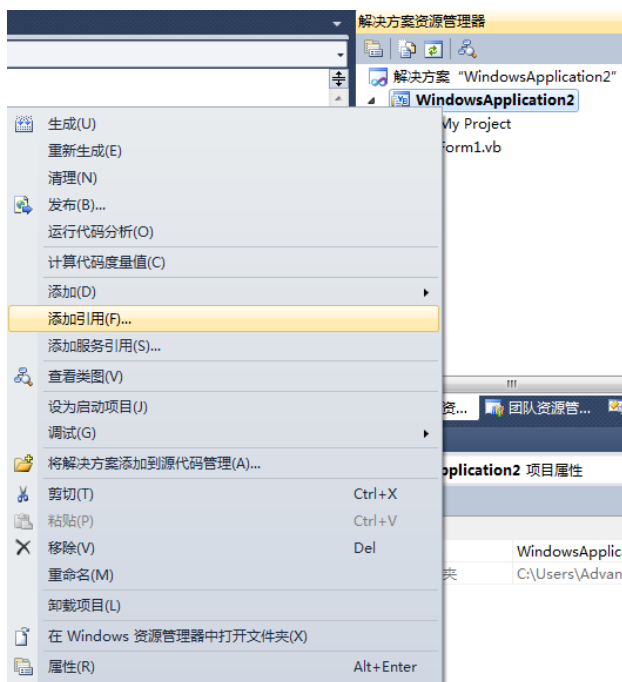 解决方案资源管理器
解决方案 "WindowsApplication2"
WindowsApplication2
My Project
Form1.vb
生成(U)
重新生成(E)
清理(N)
发布(B)...
运行代码分析(O)
计算代码度量值(C)
添加(D)
添加引用(F)...
添加服务引用(S)...
查看类图(V)
设为启动项目(J)
调试(G)
将解决方案添加到源代码管理(A)...
剪切(T) Ctrl+X
粘贴(P) Ctrl+V
移除(V) Del
重命名(M)
卸载项目(L)
在 Windows 资源管理器中打开文件夹(X)
属性(R) Alt+Enter
资... 团队资源管...
pplication2 项目属性
WindowsApplic
夹 C:\Users\Advan